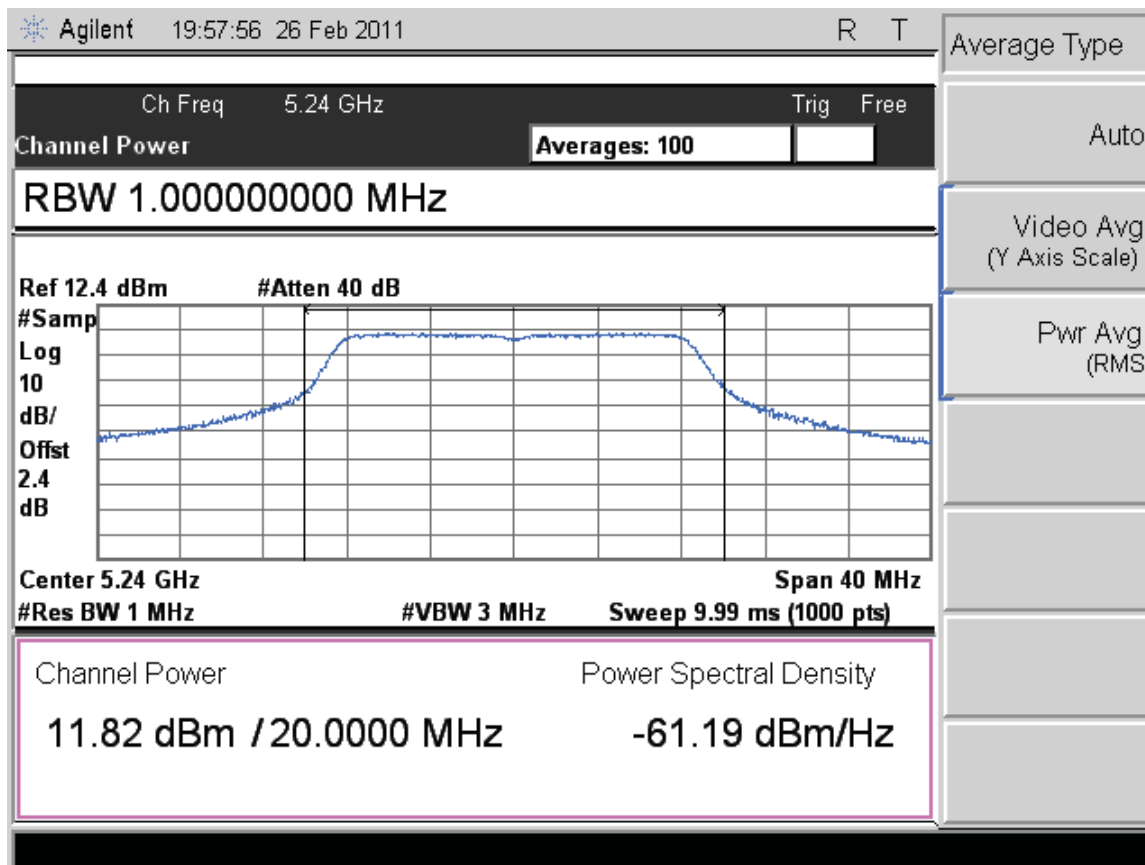 Agilent 19:57:56 26 Feb 2011 R T
Average Type
Ch Freq 5.24 GHz Trig Free
Channel Power Averages: 100
Auto
RBW 1.000000000 MHz
Video Avg
(Y Axis Scale)
Ref 12.4 dBm #Atten 40 dB
#Samp
Log
10
dB/
Offst
2.4
dB
Pwr Avg
(RMS
Center 5.24 GHz Span 40 MHz
#Res BW 1 MHz #VBW 3 MHz Sweep 9.99 ms (1000 pts)
Channel Power Power Spectral Density
11.82 dBm / 20.0000 MHz -61.19 dBm/Hz